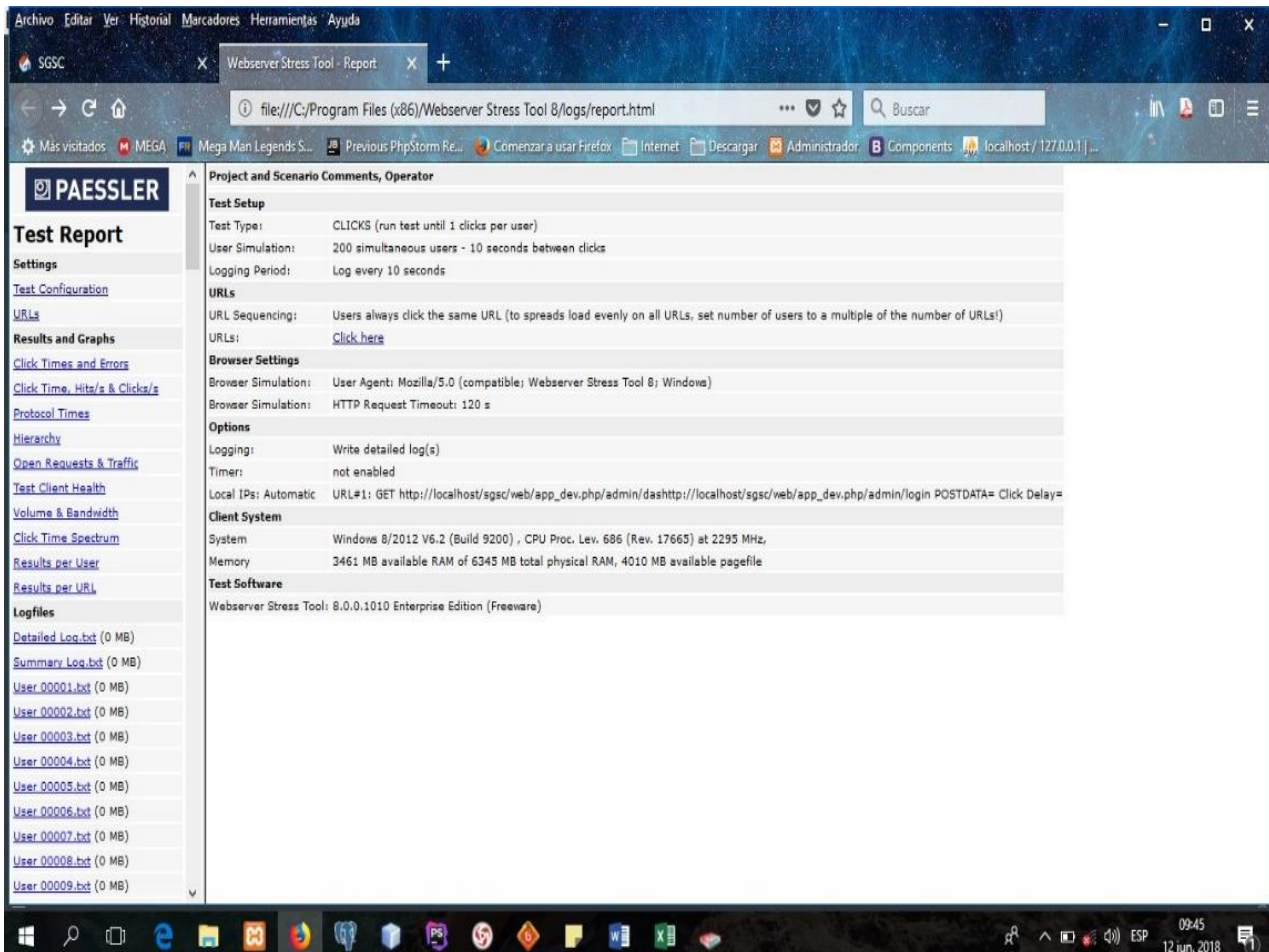 Archivo Editar Ver Historial Marcadores Herramientas Ayuda
SGSC
Webserver Stress Tool - Report
file:///C:/Program Files (x86)/Webserver Stress Tool 8/logs/report.html
Buscar
Más visitados MEGA Mega Man Legends S... Previous PhpStorm Re... Comenzar a usar Firefox Internet Descargar Administrador Components localhost / 127.0.0.1 | ...
PAESSLER
Test Report
Settings
Test Configuration
URLs
Results and Graphs
Click Times and Errors
Click Time, Hits/s & Clicks/s
Protocol Times
Hierarchy
Open Requests & Traffic
Test Client Health
Volume & Bandwidth
Click Time Spectrum
Results per User
Results per URL
Logfiles
Detailed Log.txt (0 MB)
Summary Log.txt (0 MB)
User 00001.txt (0 MB)
User 00002.txt (0 MB)
User 00003.txt (0 MB)
User 00004.txt (0 MB)
User 00005.txt (0 MB)
User 00006.txt (0 MB)
User 00007.txt (0 MB)
User 00008.txt (0 MB)
User 00009.txt (0 MB)
Project and Scenario Comments, Operator
Test Setup
Test Type: CLICKS (run test until 1 clicks per user)
User Simulation: 200 simultaneous users - 10 seconds between clicks
Logging Period: Log every 10 seconds
URLs
URL Sequencing: Users always click the same URL (to spreads load evenly on all URLs, set number of users to a multiple of the number of URLs!)
URLs: Click here
Browser Settings
Browser Simulation: User Agent: Mozilla/5.0 (compatible; Webserver Stress Tool 8; Windows)
Browser Simulation: HTTP Request Timeout: 120 s
Options
Logging: Write detailed log(s)
Timer: not enabled
Local IPs: Automatic URL#1: GET http://localhost/sgsc/web/app_dev.php/admin/dashttp://localhost/sgsc/web/app_dev.php/admin/login POSTDATA= Click Delay=
Client System
System Windows 8/2012 V6.2 (Build 9200) , CPU Proc. Lev. 686 (Rev. 17665) at 2295 MHz,
Memory 3461 MB available RAM of 6345 MB total physical RAM, 4010 MB available pagefile
Test Software
Webserver Stress Tool: 8.0.0.1010 Enterprise Edition (Freeware)
ESP
09:45
12 jun. 2018